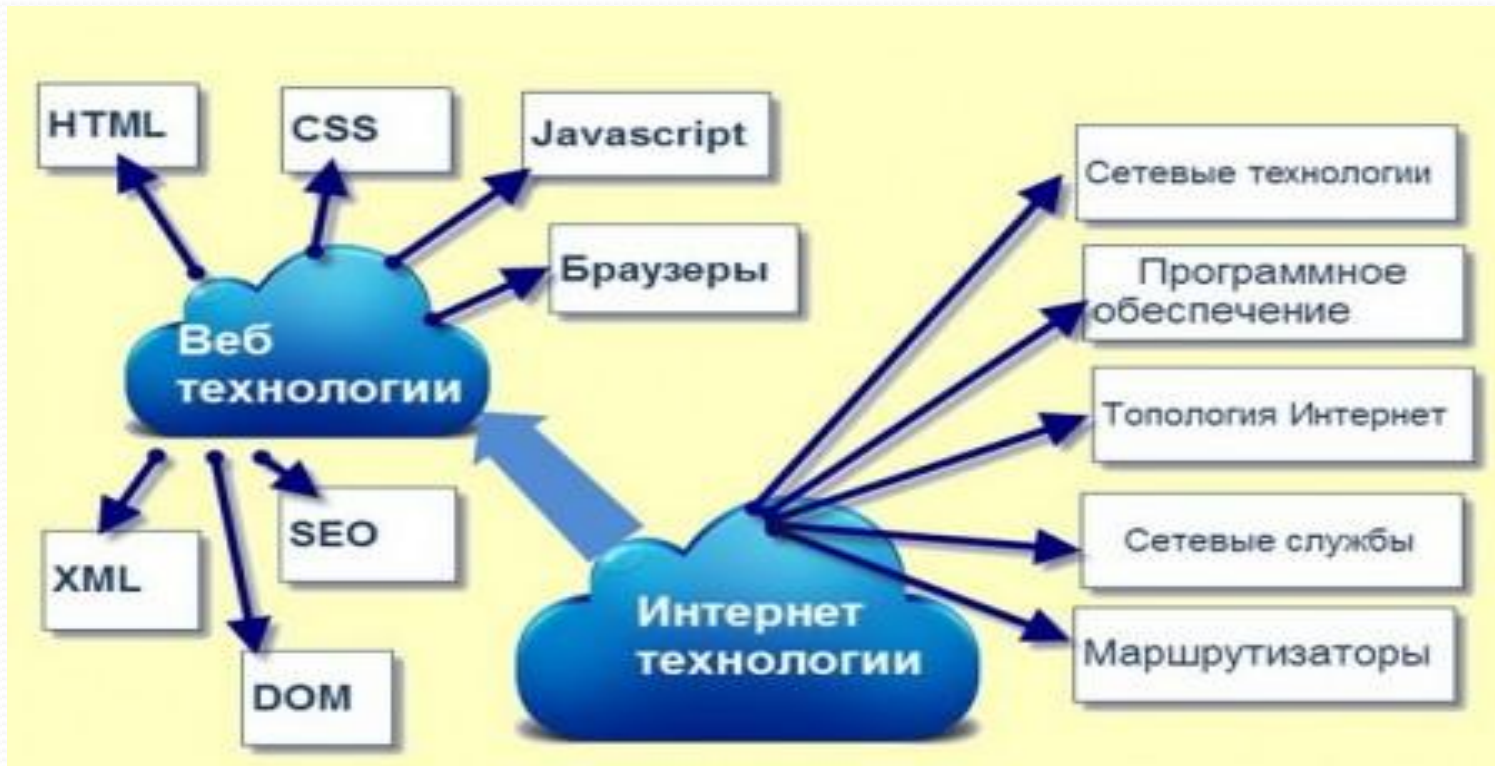 HTML
CSS
Javascript
Браузеры
Веб
технологии
XML
SEO
DOM
Интернет
технологии
Сетевые технологии
Программное
обеспечение
Топология Интернет
Сетевые службы
Маршрутизаторы